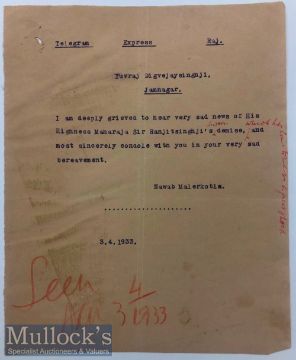 Telegram Express Raj.
Yuvraj Digvejaysinghji,
Jamnagar.
I am deeply grieved to hear very sad news of His
Highness Maharaja Sir Ranjitsinghji's demise, and
most sincerely condole with you in your very sad
bereavement.
Nawab Malerkotla.
3.4.1933.
Seen
3 4 1933
Mullock's
Specialist Auctioneers & Valuers